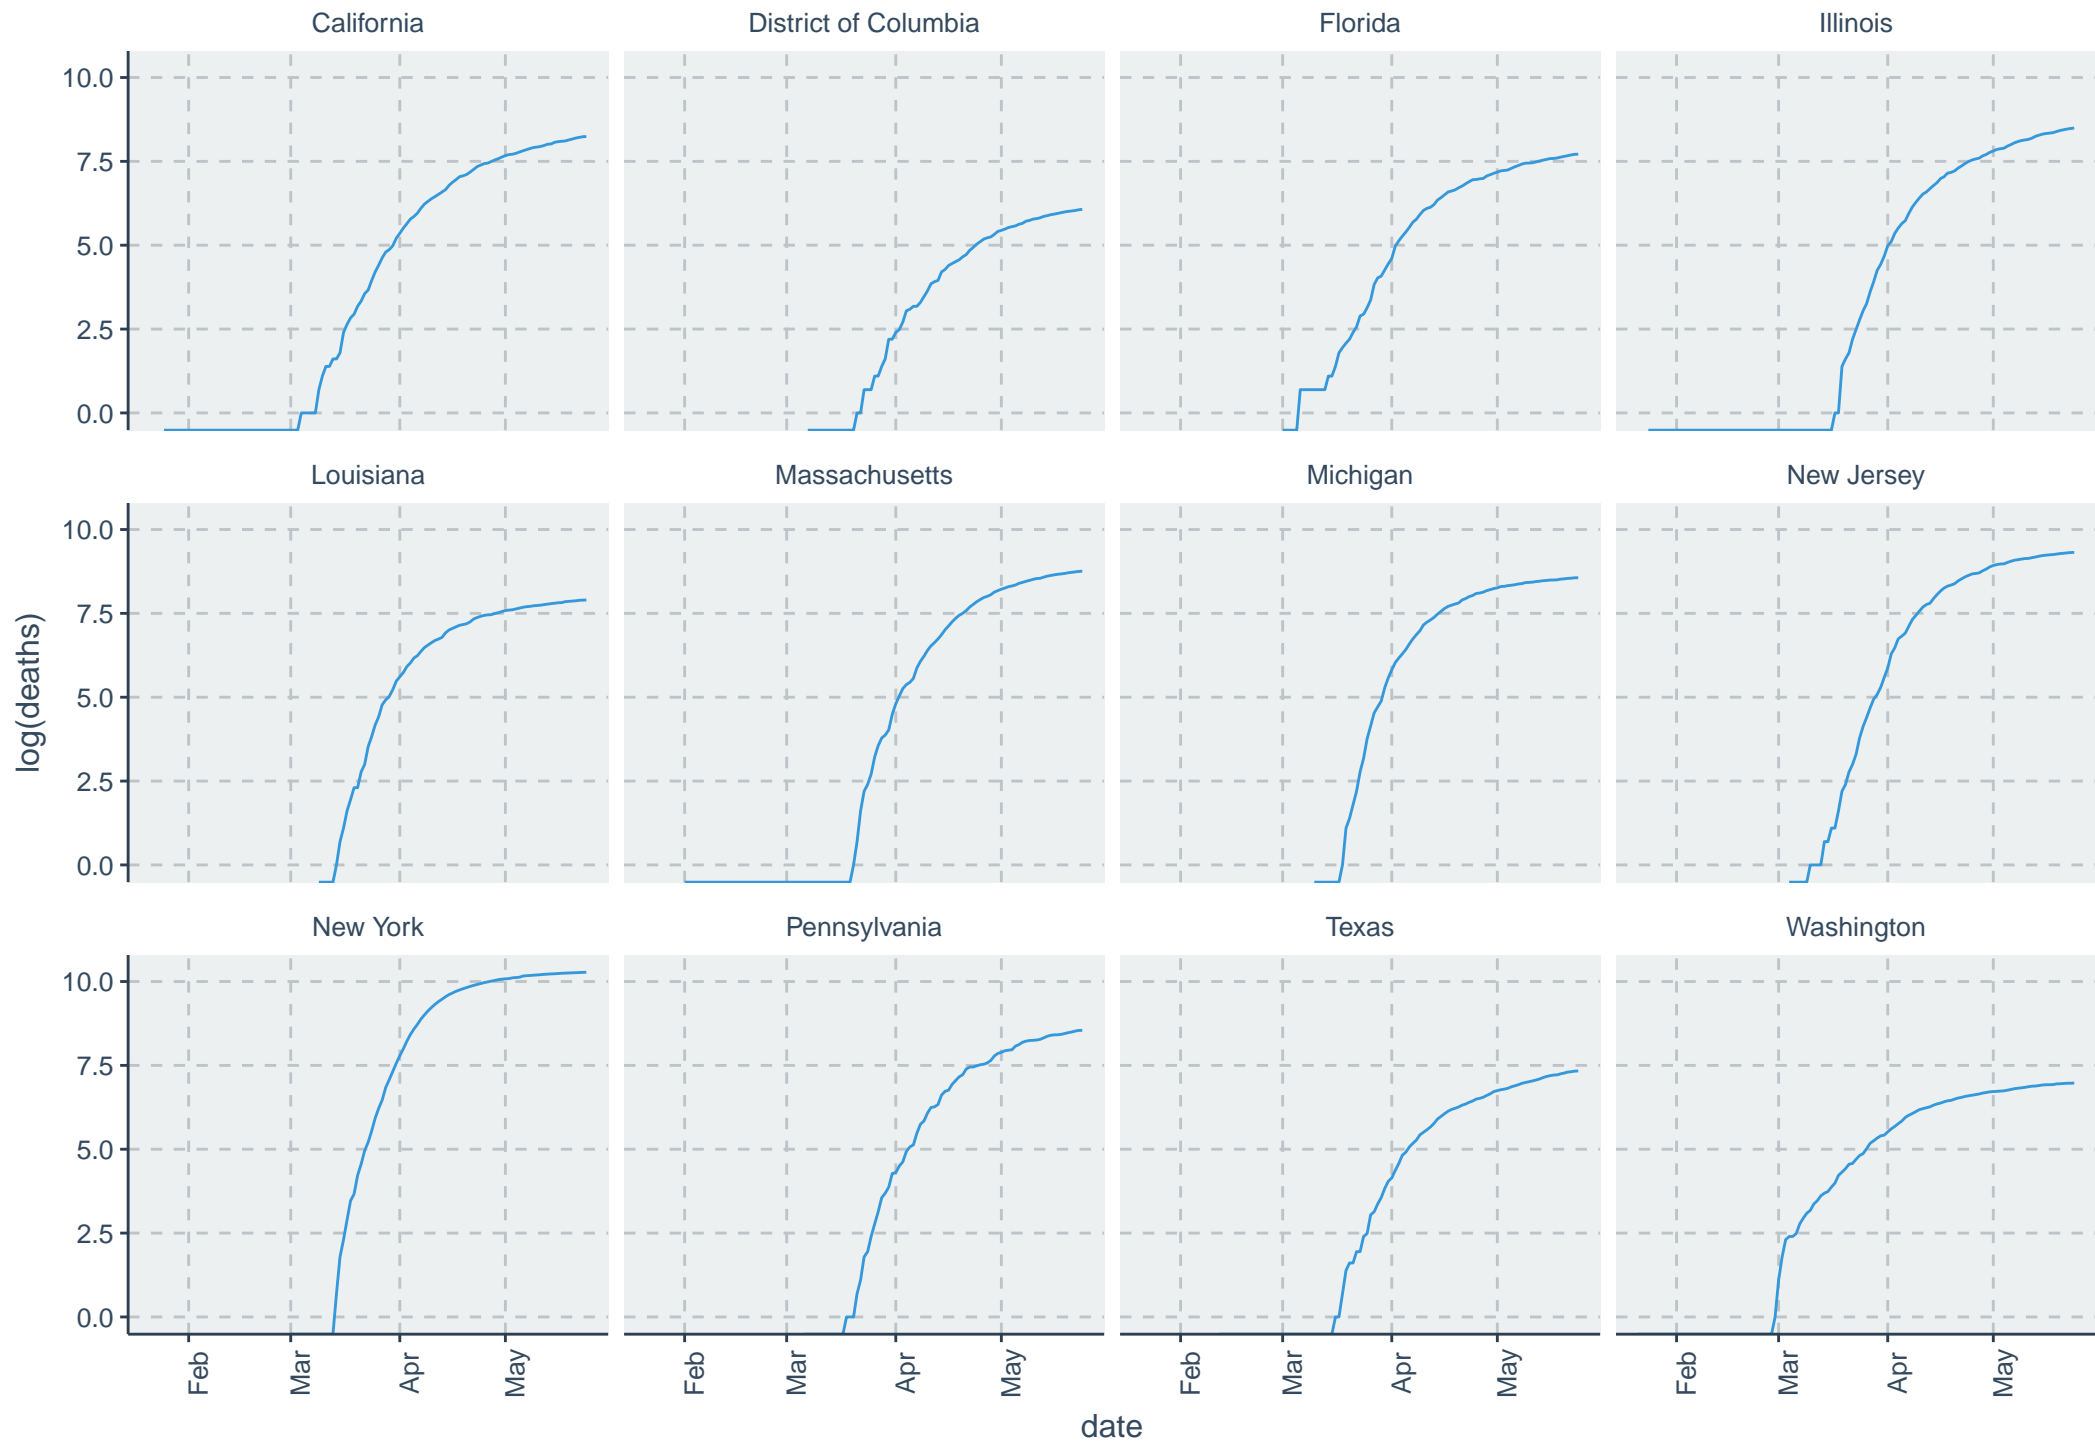 California
District of Columbia
Florida
Illinois
10.0
7.5
5.0
2.5
0.0
Louisiana
Massachusetts
Michigan
New Jersey
10.0
7.5
5.0
2.5
0.0
log(deaths)
New York
Pennsylvania
Texas
Washington
10.0
7.5
5.0
2.5
0.0
Feb
Mar
Apr
May
Feb
Mar
Apr
May
Feb
Mar
Apr
May
Feb
Mar
Apr
May
date